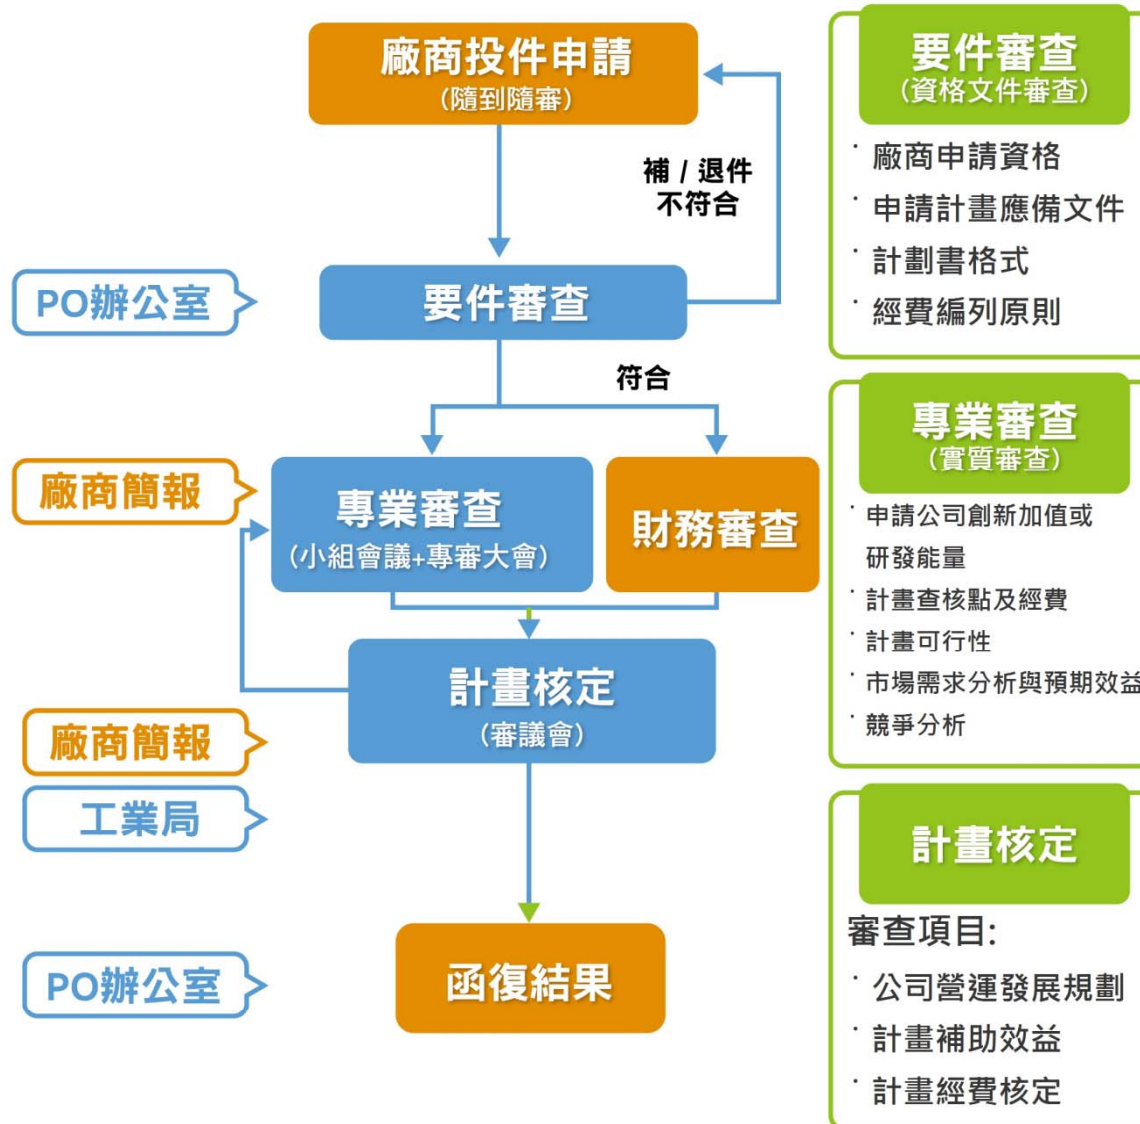 廠商投件申請
(隨到隨審)
補 / 退件
不符合
PO辦公室
要件審查
符合
廠商簡報
專業審查
(小組會議+專審大會)
財務審查
計畫核定
(審議會)
廠商簡報
工業局
PO辦公室
函復結果
要件審查
(資格文件審查)
˙廠商申請資格
˙申請計畫應備文件
˙計劃書格式
˙經費編列原則
專業審查
(實質審查)
˙申請公司創新加值或
研發能量
˙計畫查核點及經費
˙計畫可行性
˙市場需求分析與預期效益
˙競爭分析
計畫核定
審查項目:
˙公司營運發展規劃
˙計畫補助效益
˙計畫經費核定